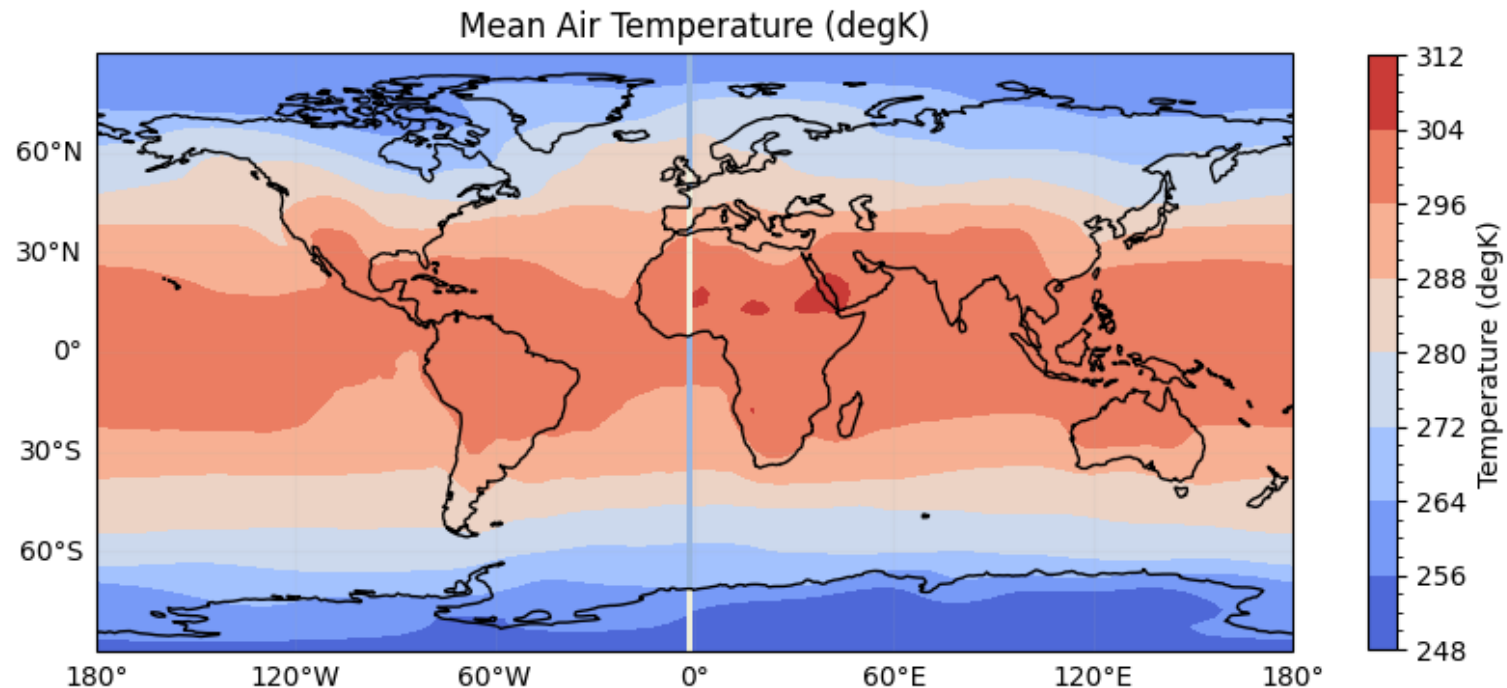 Mean Air Temperature (degK)
60°N
30°N
0°
30°S
60°S
180°
120°W
60°W
0°
60°E
120°E
180°
312
304
296
288
280
272
264
256
248
Temperature (degK)